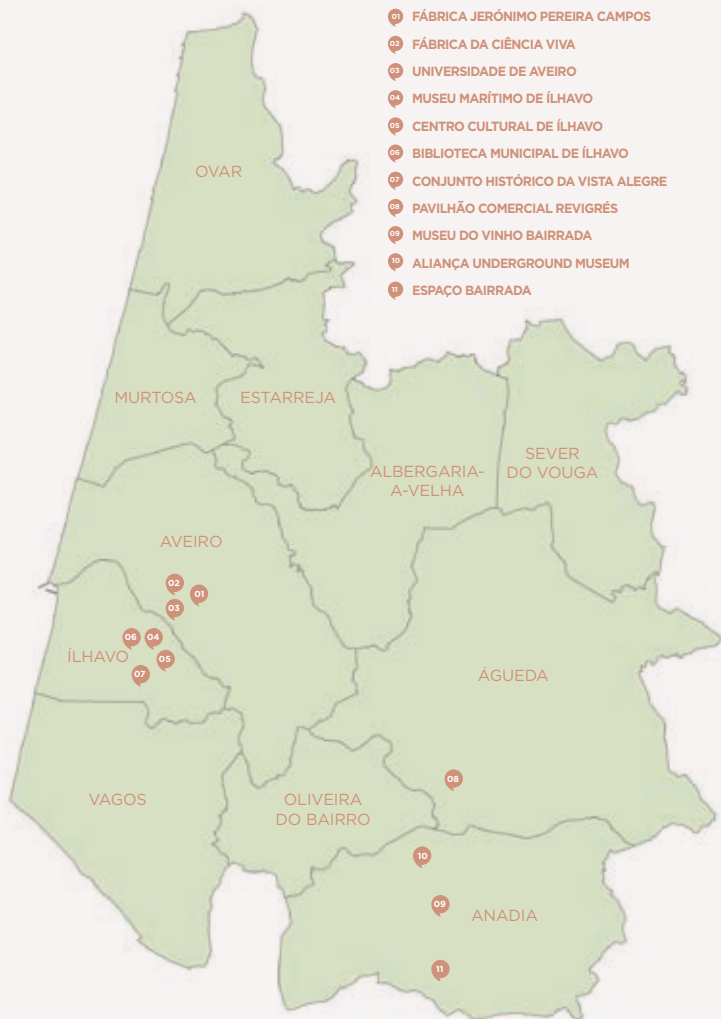 01 FÁBRICA JERÓNIMO PEREIRA CAMPOS
02 FÁBRICA DA CIÊNCIA VIVA
03 UNIVERSIDADE DE AVEIRO
04 MUSEU MARÍTIMO DE ÍLHAVO
05 CENTRO CULTURAL DE ÍLHAVO
06 BIBLIOTECA MUNICIPAL DE ÍLHAVO
07 CONJUNTO HISTÓRICO DA VISTA ALEGRE
08 PAVILHÃO COMERCIAL REVIGRÉS
09 MUSEU DO VINHO BAIRRADA
10 ALIANÇA UNDERGROUND MUSEUM
11 ESPAÇO BAIRRADA
OVAR
MURTOSA
ESTARREJA
ALBERGARIA-
A-VELHA
SEVER
DO VOUGA
AVEIRO
02
01
03
06
04
ÍLHAVO
05
07
ÁGUEDA
08
VAGOS
OLIVEIRA
DO BAIRRO
10
09
ANADIA
11